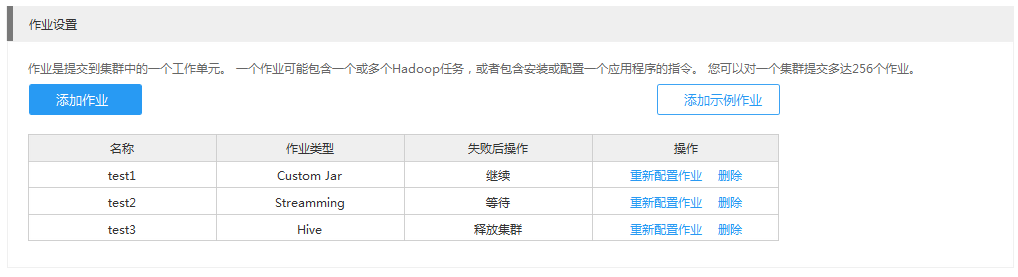 作业设置
作业是提交到集群中的一个工作单元。 一个作业可能包含一个或多个Hadoop任务，或者包含安装或配置一个应用程序的指令。 您可以对一个集群提交多达256个作业。
添加作业 添加示例作业
名称 作业类型 失败后操作 操作
test1 Custom Jar 继续 重新配置作业 删除
test2 Streamming 等待 重新配置作业 删除
test3 Hive 释放集群 重新配置作业 删除